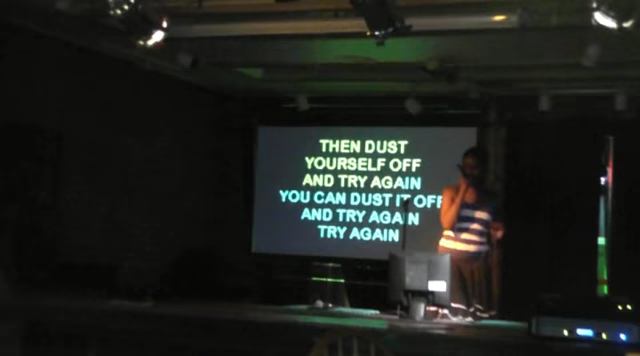 THEN DUST
YOURSELF OFF
AND TRY AGAIN
YOU CAN DUST IT OFF
AND TRY AGAIN
TRY AGAIN